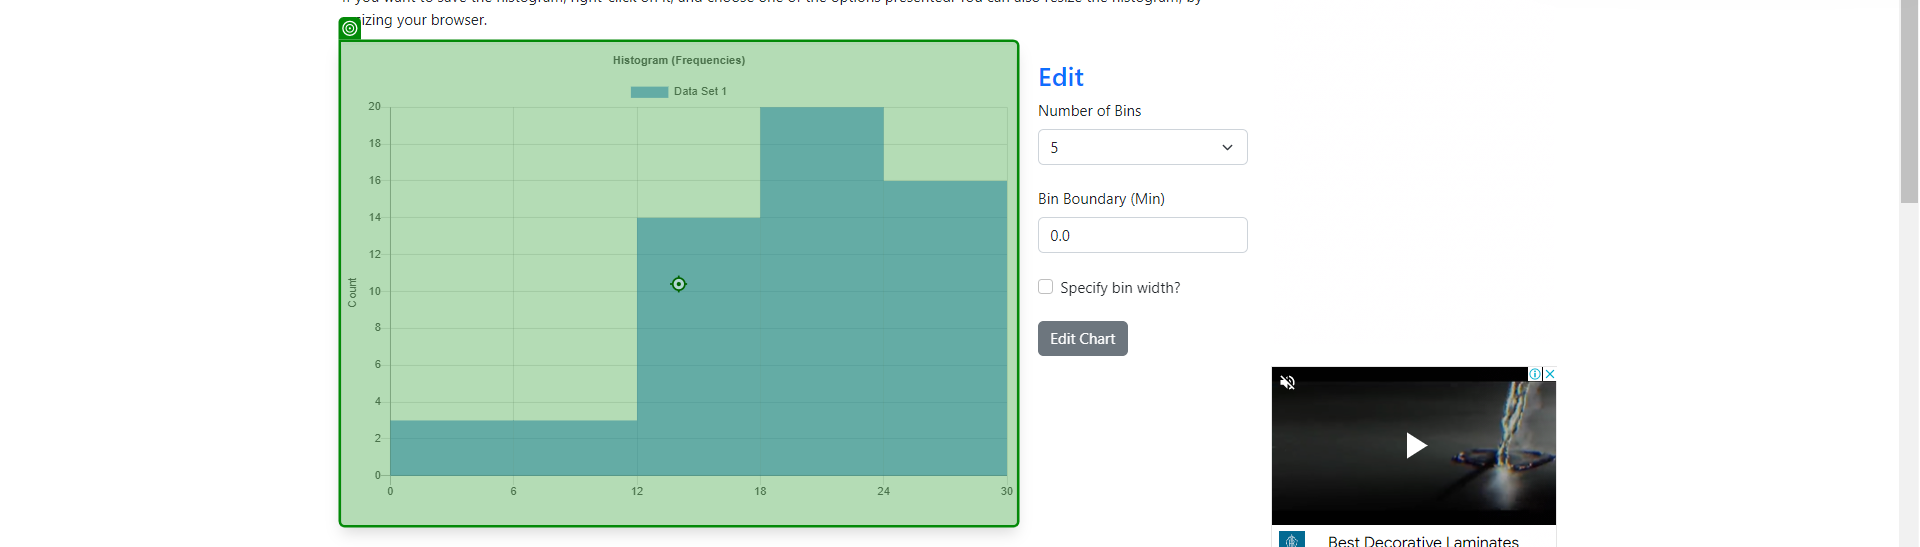 izing your browser.
Histogram (Frequencies)
Data Set 1
20
18
16
14
12
10
8
6
4
2
0
Count
0 6 12 18 24 30
Edit
Number of Bins
5
Bin Boundary (Min)
0.0
Specify bin width?
Edit Chart
Best Decorative Laminates